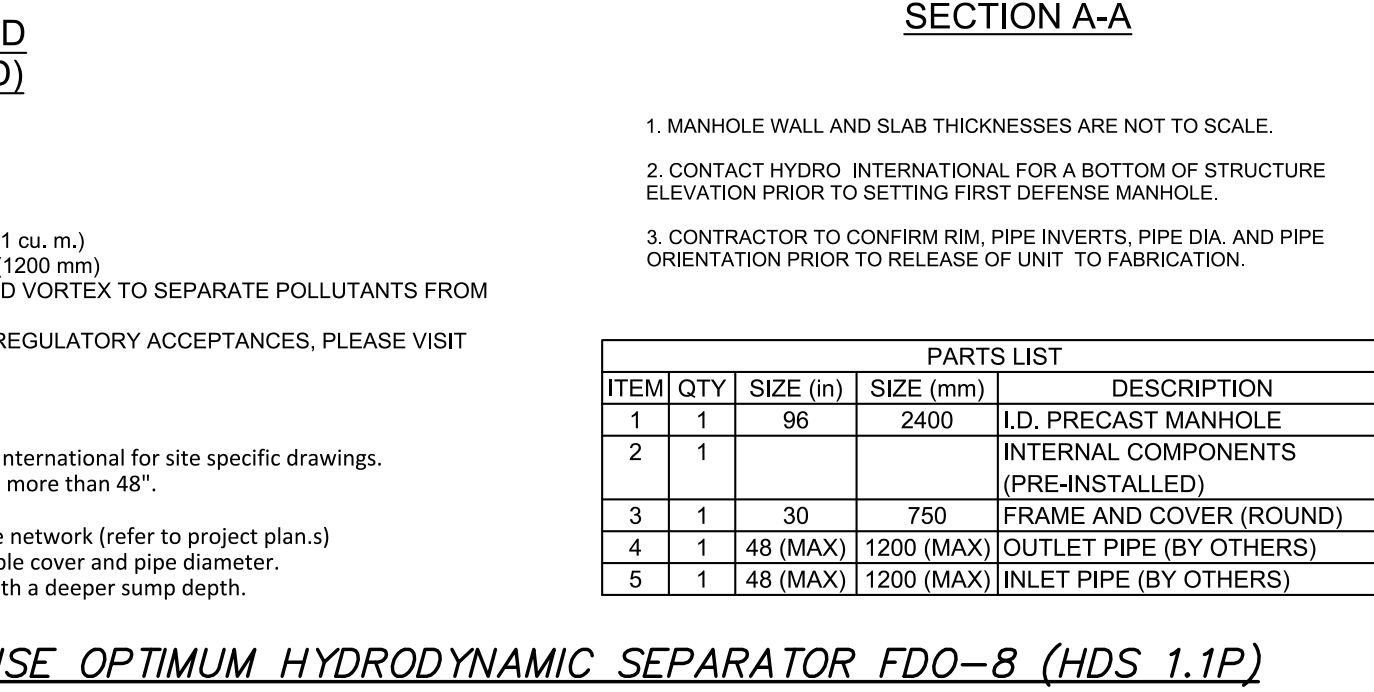 D
D)
1 cu. m.)
(1200 mm)
D VORTEX TO SEPARATE POLLUTANTS FROM
REGULATORY ACCEPTANCES, PLEASE VISIT
nternational for site specific drawings.
more than 48".
e network (refer to project plan.s)
ble cover and pipe diameter.
th a deeper sump depth.
SECTION A-A
1. MANHOLE WALL AND SLAB THICKNESSES ARE NOT TO SCALE.
2. CONTACT HYDRO INTERNATIONAL FOR A BOTTOM OF STRUCTURE
ELEVATION PRIOR TO SETTING FIRST DEFENSE MANHOLE.
3. CONTRACTOR TO CONFIRM RIM, PIPE INVERTS, PIPE DIA. AND PIPE
ORIENTATION PRIOR TO RELEASE OF UNIT TO FABRICATION.
PARTS LIST
ITEM QTY SIZE (in) SIZE (mm) DESCRIPTION
1 1 96 2400 I.D. PRECAST MANHOLE
2 1 INTERNAL COMPONENTS
(PRE-INSTALLED)
3 1 30 750 FRAME AND COVER (ROUND)
4 1 48 (MAX) 1200 (MAX) OUTLET PIPE (BY OTHERS)
5 1 48 (MAX) 1200 (MAX) INLET PIPE (BY OTHERS)
NSE OPTIMUM HYDRODYNAMIC SEPARATOR FDO-8 (HDS 1.1P)